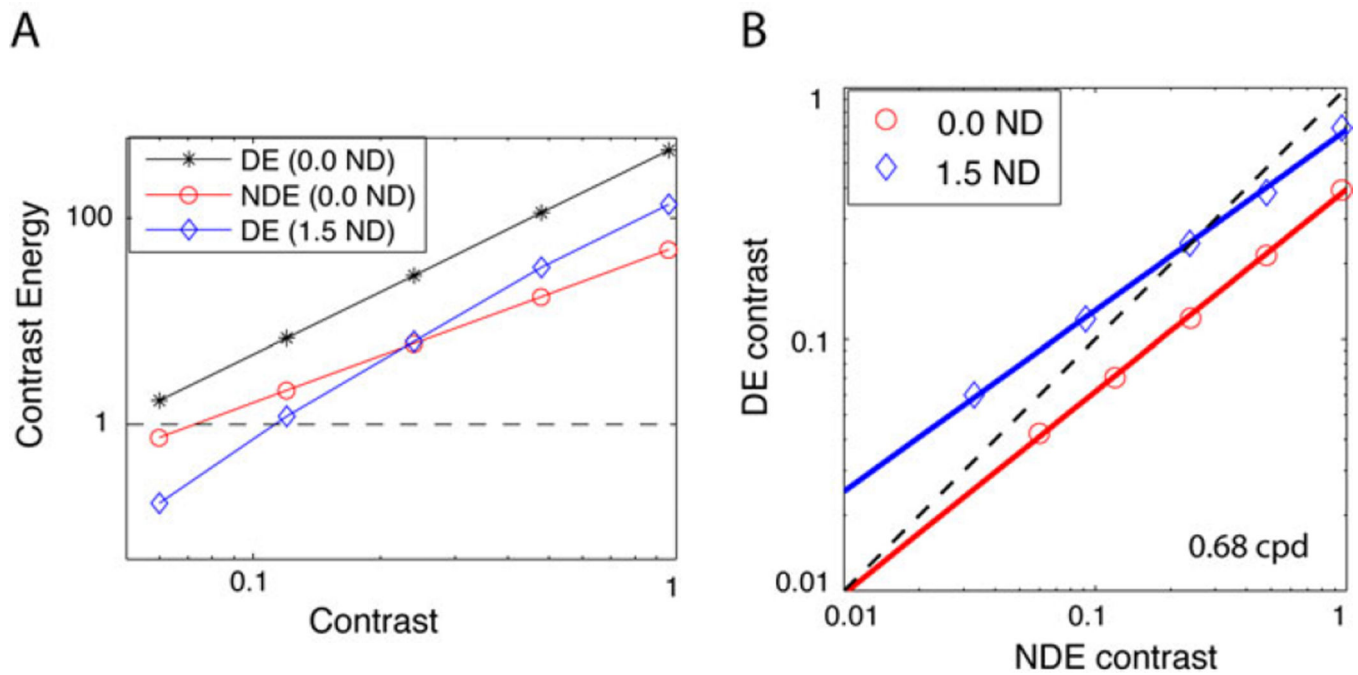 A
DE (0.0 ND)
NDE (0.0 ND)
DE (1.5 ND)
Contrast Energy
100
1
0.1
1
Contrast
B
0.0 ND
1.5 ND
DE contrast
1
0.1
0.01
0.68 cpd
0.01
0.1
1
NDE contrast